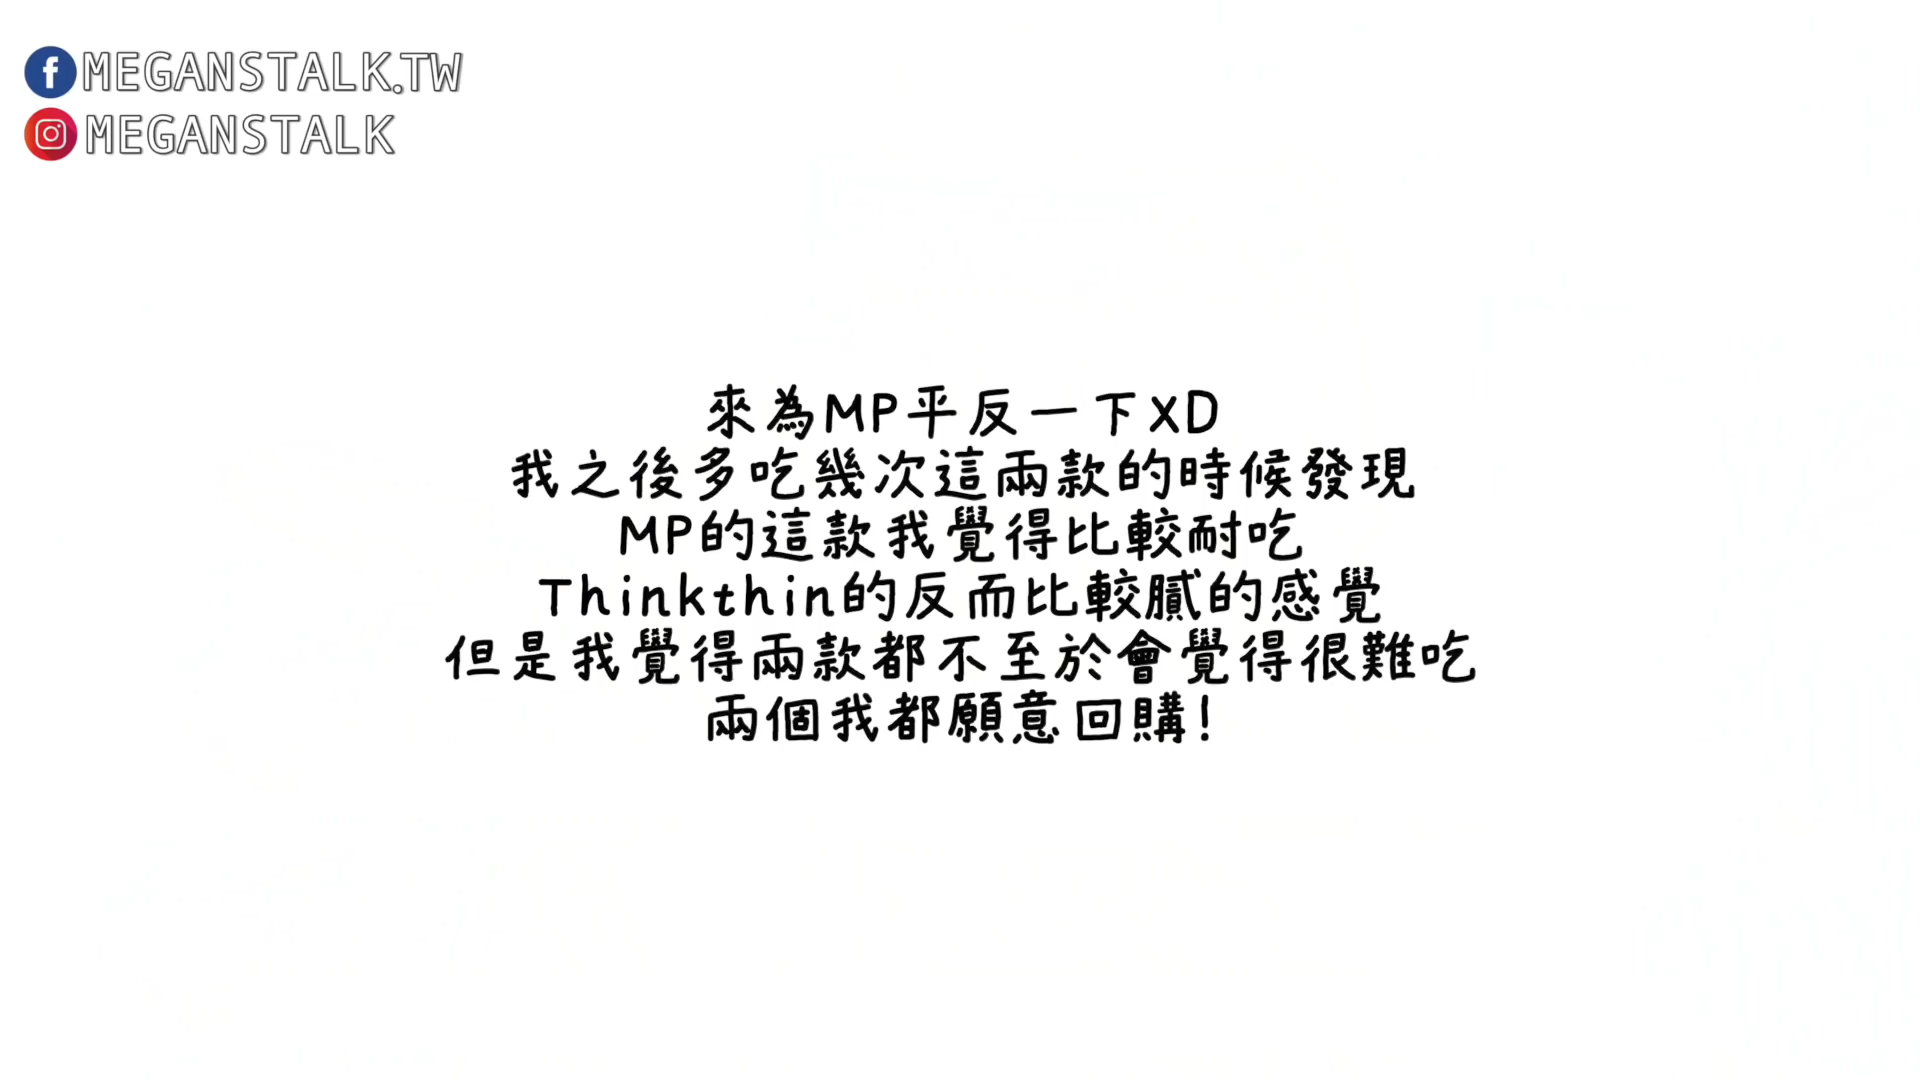 MEGANSTALK.TW
MEGANSTALK
來為MP平反一下XD
我之後多吃幾次這兩款的時候發現
MP的這款我覺得比較耐吃
Thinkthin的反而比較膩的感覺
但是我覺得兩款都不至於會覺得很難吃
兩個我都願意回購!